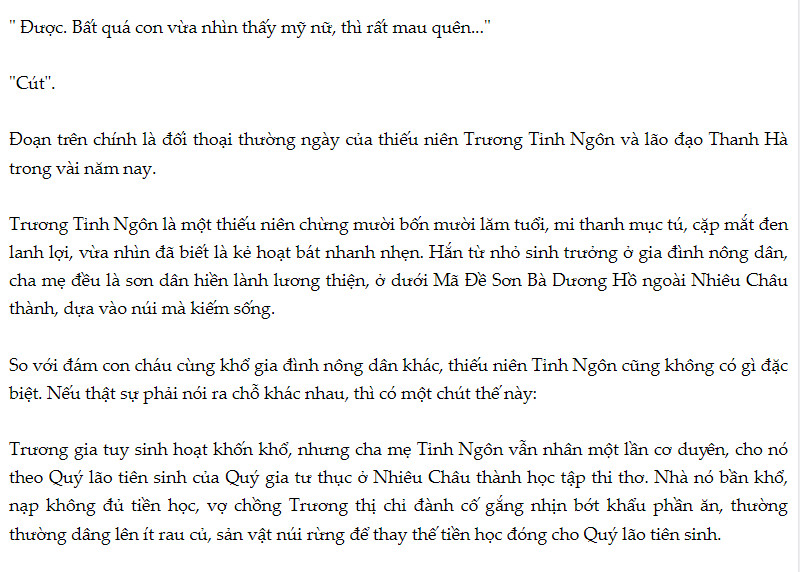 " Được. Bất quá con vừa nhìn thấy mỹ nữ, thì rất mau quên..."
"Cút".
Đoạn trên chính là đối thoại thường ngày của thiếu niên Trương Tinh Ngôn và lão đạo Thanh Hà
trong vài năm nay.
Trương Tinh Ngôn là một thiếu niên chừng mười bốn mười lăm tuổi, mi thanh mục tú, cặp mắt đen
lanh lợi, vừa nhìn đã biết là kẻ hoạt bát nhanh nhẹn. Hắn từ nhỏ sinh trưởng ở gia đình nông dân,
cha mẹ đều là sơn dân hiền lành lương thiện, ở dưới Mã Đề Sơn Bà Dương Hồ ngoài Nhiêu Châu
thành, dựa vào núi mà kiếm sống.
So với đám con cháu cùng khổ gia đình nông dân khác, thiếu niên Tinh Ngôn cũng không có gì đặc
biệt. Nếu thật sự phải nói ra chỗ khác nhau, thì có một chút thế này:
Trương gia tuy sinh hoạt khốn khổ, nhưng cha mẹ Tinh Ngôn vẫn nhân một lần cơ duyên, cho nó
theo Quý lão tiên sinh của Quý gia tư thục ở Nhiêu Châu thành học tập thi thơ. Nhà nó bần khổ,
nạp không đủ tiền học, vợ chồng Trương thị chi đành cố gắng nhịn bớt khẩu phần ăn, thường
thường dâng lên ít rau củ, sản vật núi rừng để thay thế tiền học đóng cho Quý lão tiên sinh.